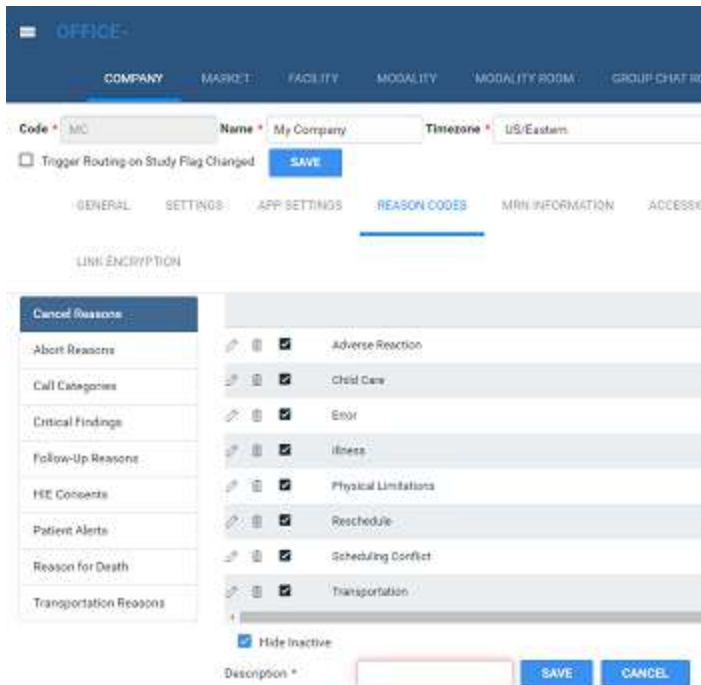 OFFICE-
COMPANY MARKET FACILITY MODALITY MODALITY ROOM GROUP CHAT
Code * MC Name * My Company Timezone * US/Eastern
Trigger Routing on Study Flag Changed SAVE
GENERAL SETTINGS APP SETTINGS REASON CODES MRN INFORMATION ACCESSIO
LINK ENCRYPTION
Cancel Reasons
Abort Reasons
Call Categories
Critical Findings
Follow-Up Reasons
HIE Consents
Patient Alerts
Reason for Death
Transportation Reasons
Adverse Reaction
Child Care
Error
Illness
Physical Limitations
Reschedule
Scheduling Conflict
Transportation
Hide Inactive
Description * SAVE CANCEL